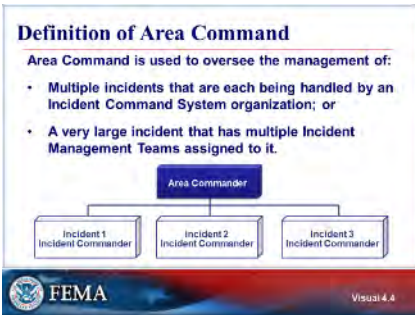 Definition of Area Command
Area Command is used to oversee the management of:
• Multiple incidents that are each being handled by an
Incident Command System organization; or
• A very large incident that has multiple Incident
Management Teams assigned to it.
Area Commander
Incident 1
Incident Commander
Incident 2
Incident Commander
Incident 3
Incident Commander
FEMA
Visual 4.4